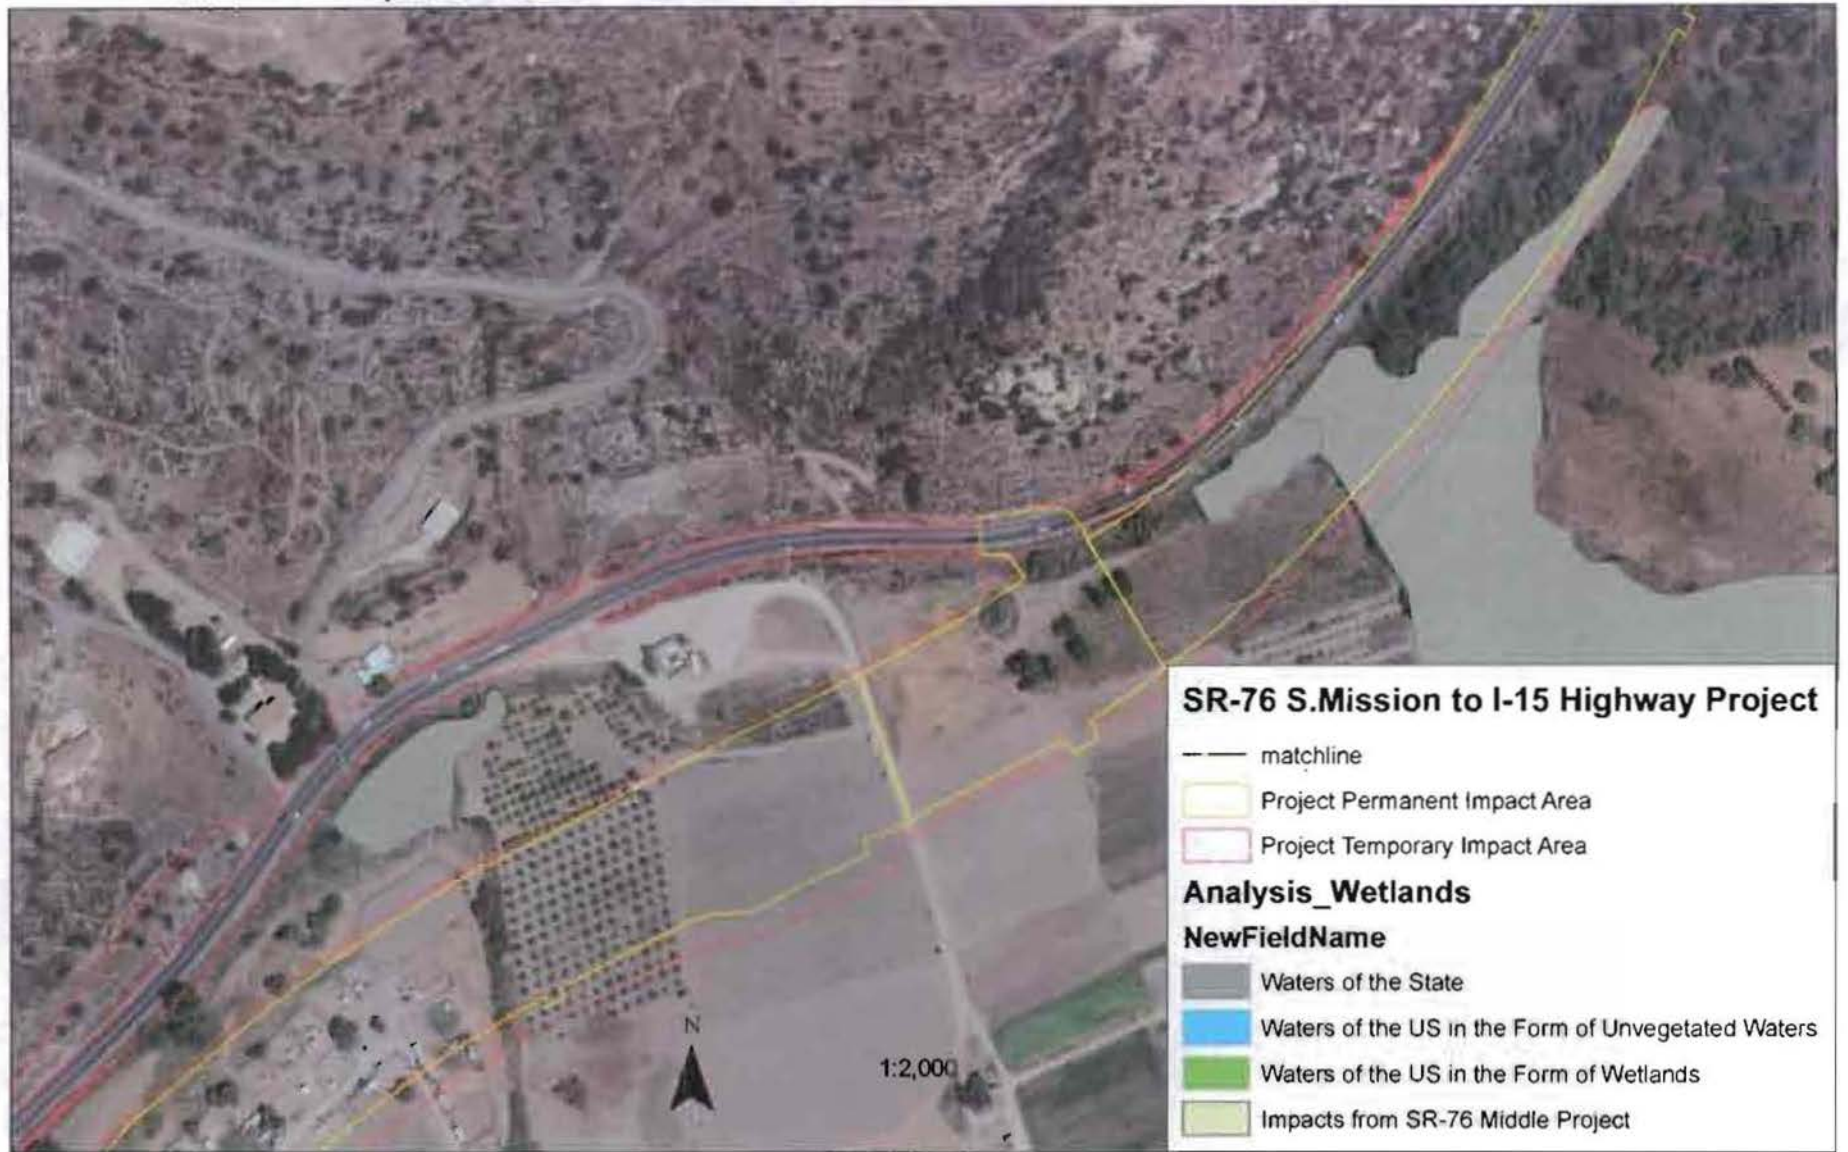 N
1:2,000
SR-76 S.Mission to I-15 Highway Project
matchline
Project Permanent Impact Area
Project Temporary Impact Area
Analysis_Wetlands
NewFieldName
Waters of the State
Waters of the US in the Form of Unvegetated Waters
Waters of the US in the Form of Wetlands
Impacts from SR-76 Middle Project